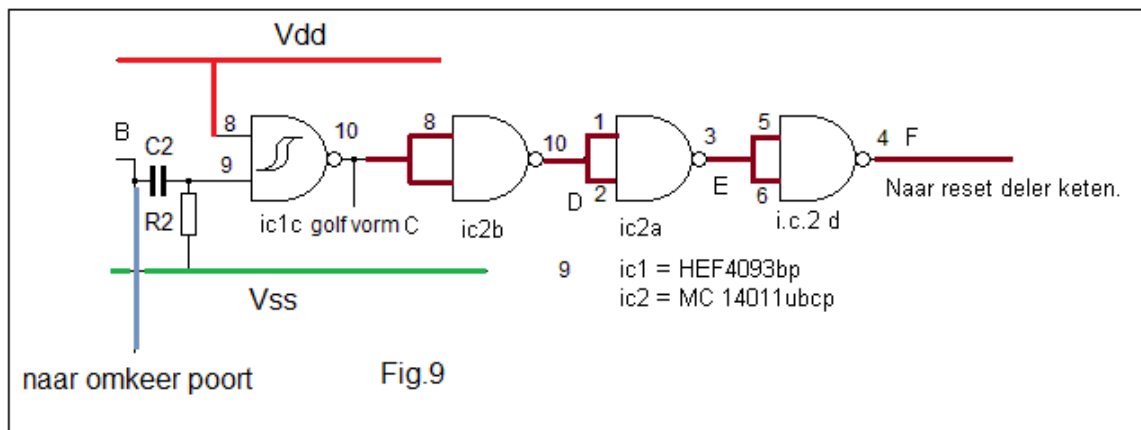 Vdd
B
C2
8
9
10
8
10
1
2
3
5
6
4
F
R2
D
E
Naar reset deler keten.
ic1c
golf vorm C
ic2b
ic2a
i.c.2 d
Vss
9
ic1 = HEF4093bp
ic2 = MC 14011ubcp
naar omkeer poort
Fig.9